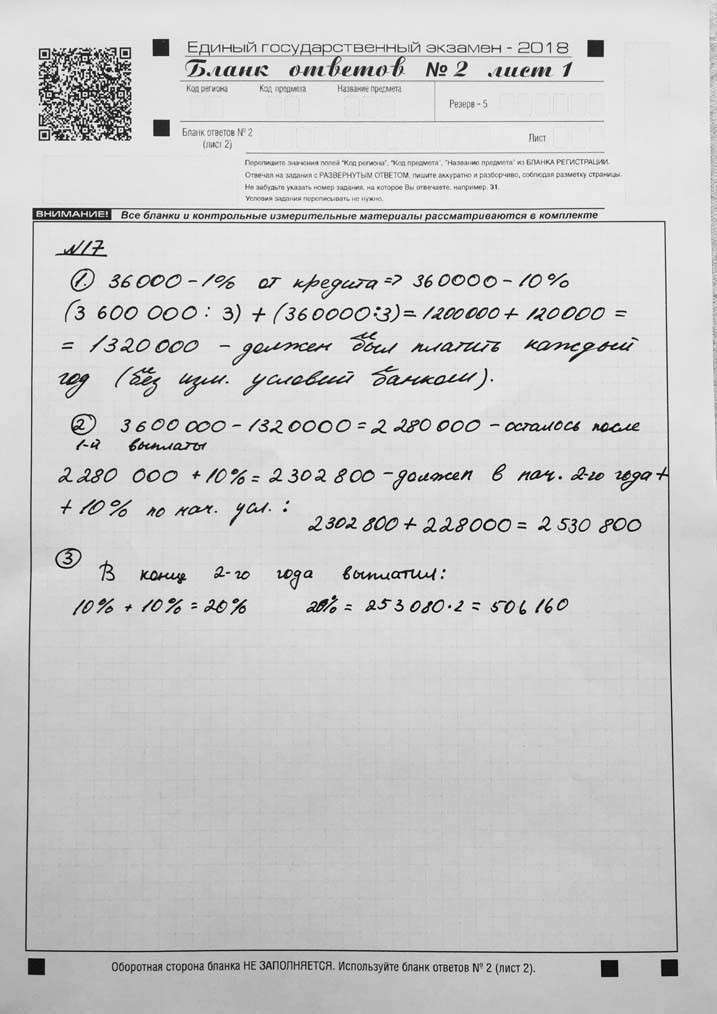 Единый государственный экзамен - 2018
Бланк ответов № 2 лист 1
Код региона Код предмета Название предмета
Резерв - 5
Бланк ответов № 2
(лист 2)
Лист
Перепишите значения полей "Код региона", "Код предмета", "Название предмета" из БЛАНКА РЕГИСТРАЦИИ.
Отвечая на задания с РАЗВЕРНУТЫМ ОТВЕТОМ, пишите аккуратно и разборчиво, соблюдая разметку страницы.
Не забудьте указать номер задания, на которое Вы отвечаете, например, 31.
Условия задания переписывать не нужно.
ВНИМАНИЕ! Все бланки и контрольные измерительные материалы рассматриваются в комплекте
№17
1. 36000 - 1% от кредита => 360000 - 10%
(3 600 000 : 3) + (360000 : 3) = 1200000 + 120000 =
= 1320000 - должен был платить каждый
год (без изм. условий банком).
2 3600 000 - 1320000 = 2 280 000 - осталось после
1-й выплаты
2 280 000 + 10% = 2302 800 - должен в нач. 2-го года +
+ 10% по нач. усл. :
2302 800 + 228000 = 2 530 800
3 В конце 2-го года выплатил:
10% + 10% = 20% 20% = 253 080 · 2 = 506 160
Оборотная сторона бланка НЕ ЗАПОЛНЯЕТСЯ. Используйте бланк ответов № 2 (лист 2).